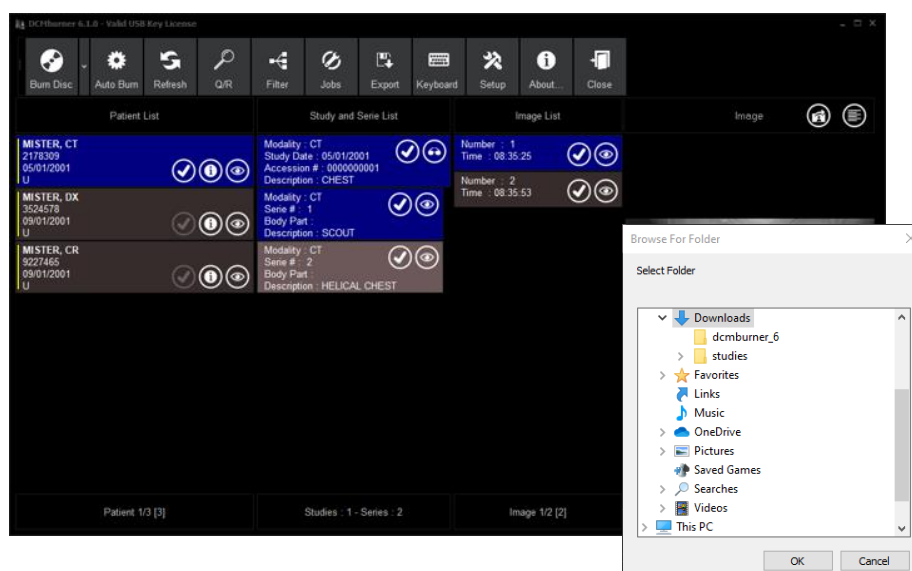 DCMburner 6.1.0 - Valid USB Key License
Burn Disc
Auto Burn
Refresh
Q/R
Filter
Jobs
Export
Keyboard
Setup
About...
Close
Patient List
Study and Serie List
Image List
Image
MISTER, CT
2178309
05/01/2001
U
MISTER, DX
3524578
09/01/2001
U
MISTER, CR
9227465
09/01/2001
U
Modality : CT
Study Date : 05/01/2001
Accession # : 0000000001
Description : CHEST
Modality : CT
Serie # : 1
Body Part :
Description : SCOUT
Modality : CT
Serie # : 2
Body Part :
Description : HELICAL CHEST
Number : 1
Time : 08:35:25
Number : 2
Time : 08:35:53
Patient 1/3 [3]
Studies : 1 - Series : 2
Image 1/2 [2]
Browse For Folder
Select Folder
Downloads
dcmburner_6
studies
Favorites
Links
Music
OneDrive
Pictures
Saved Games
Searches
Videos
This PC
OK
Cancel